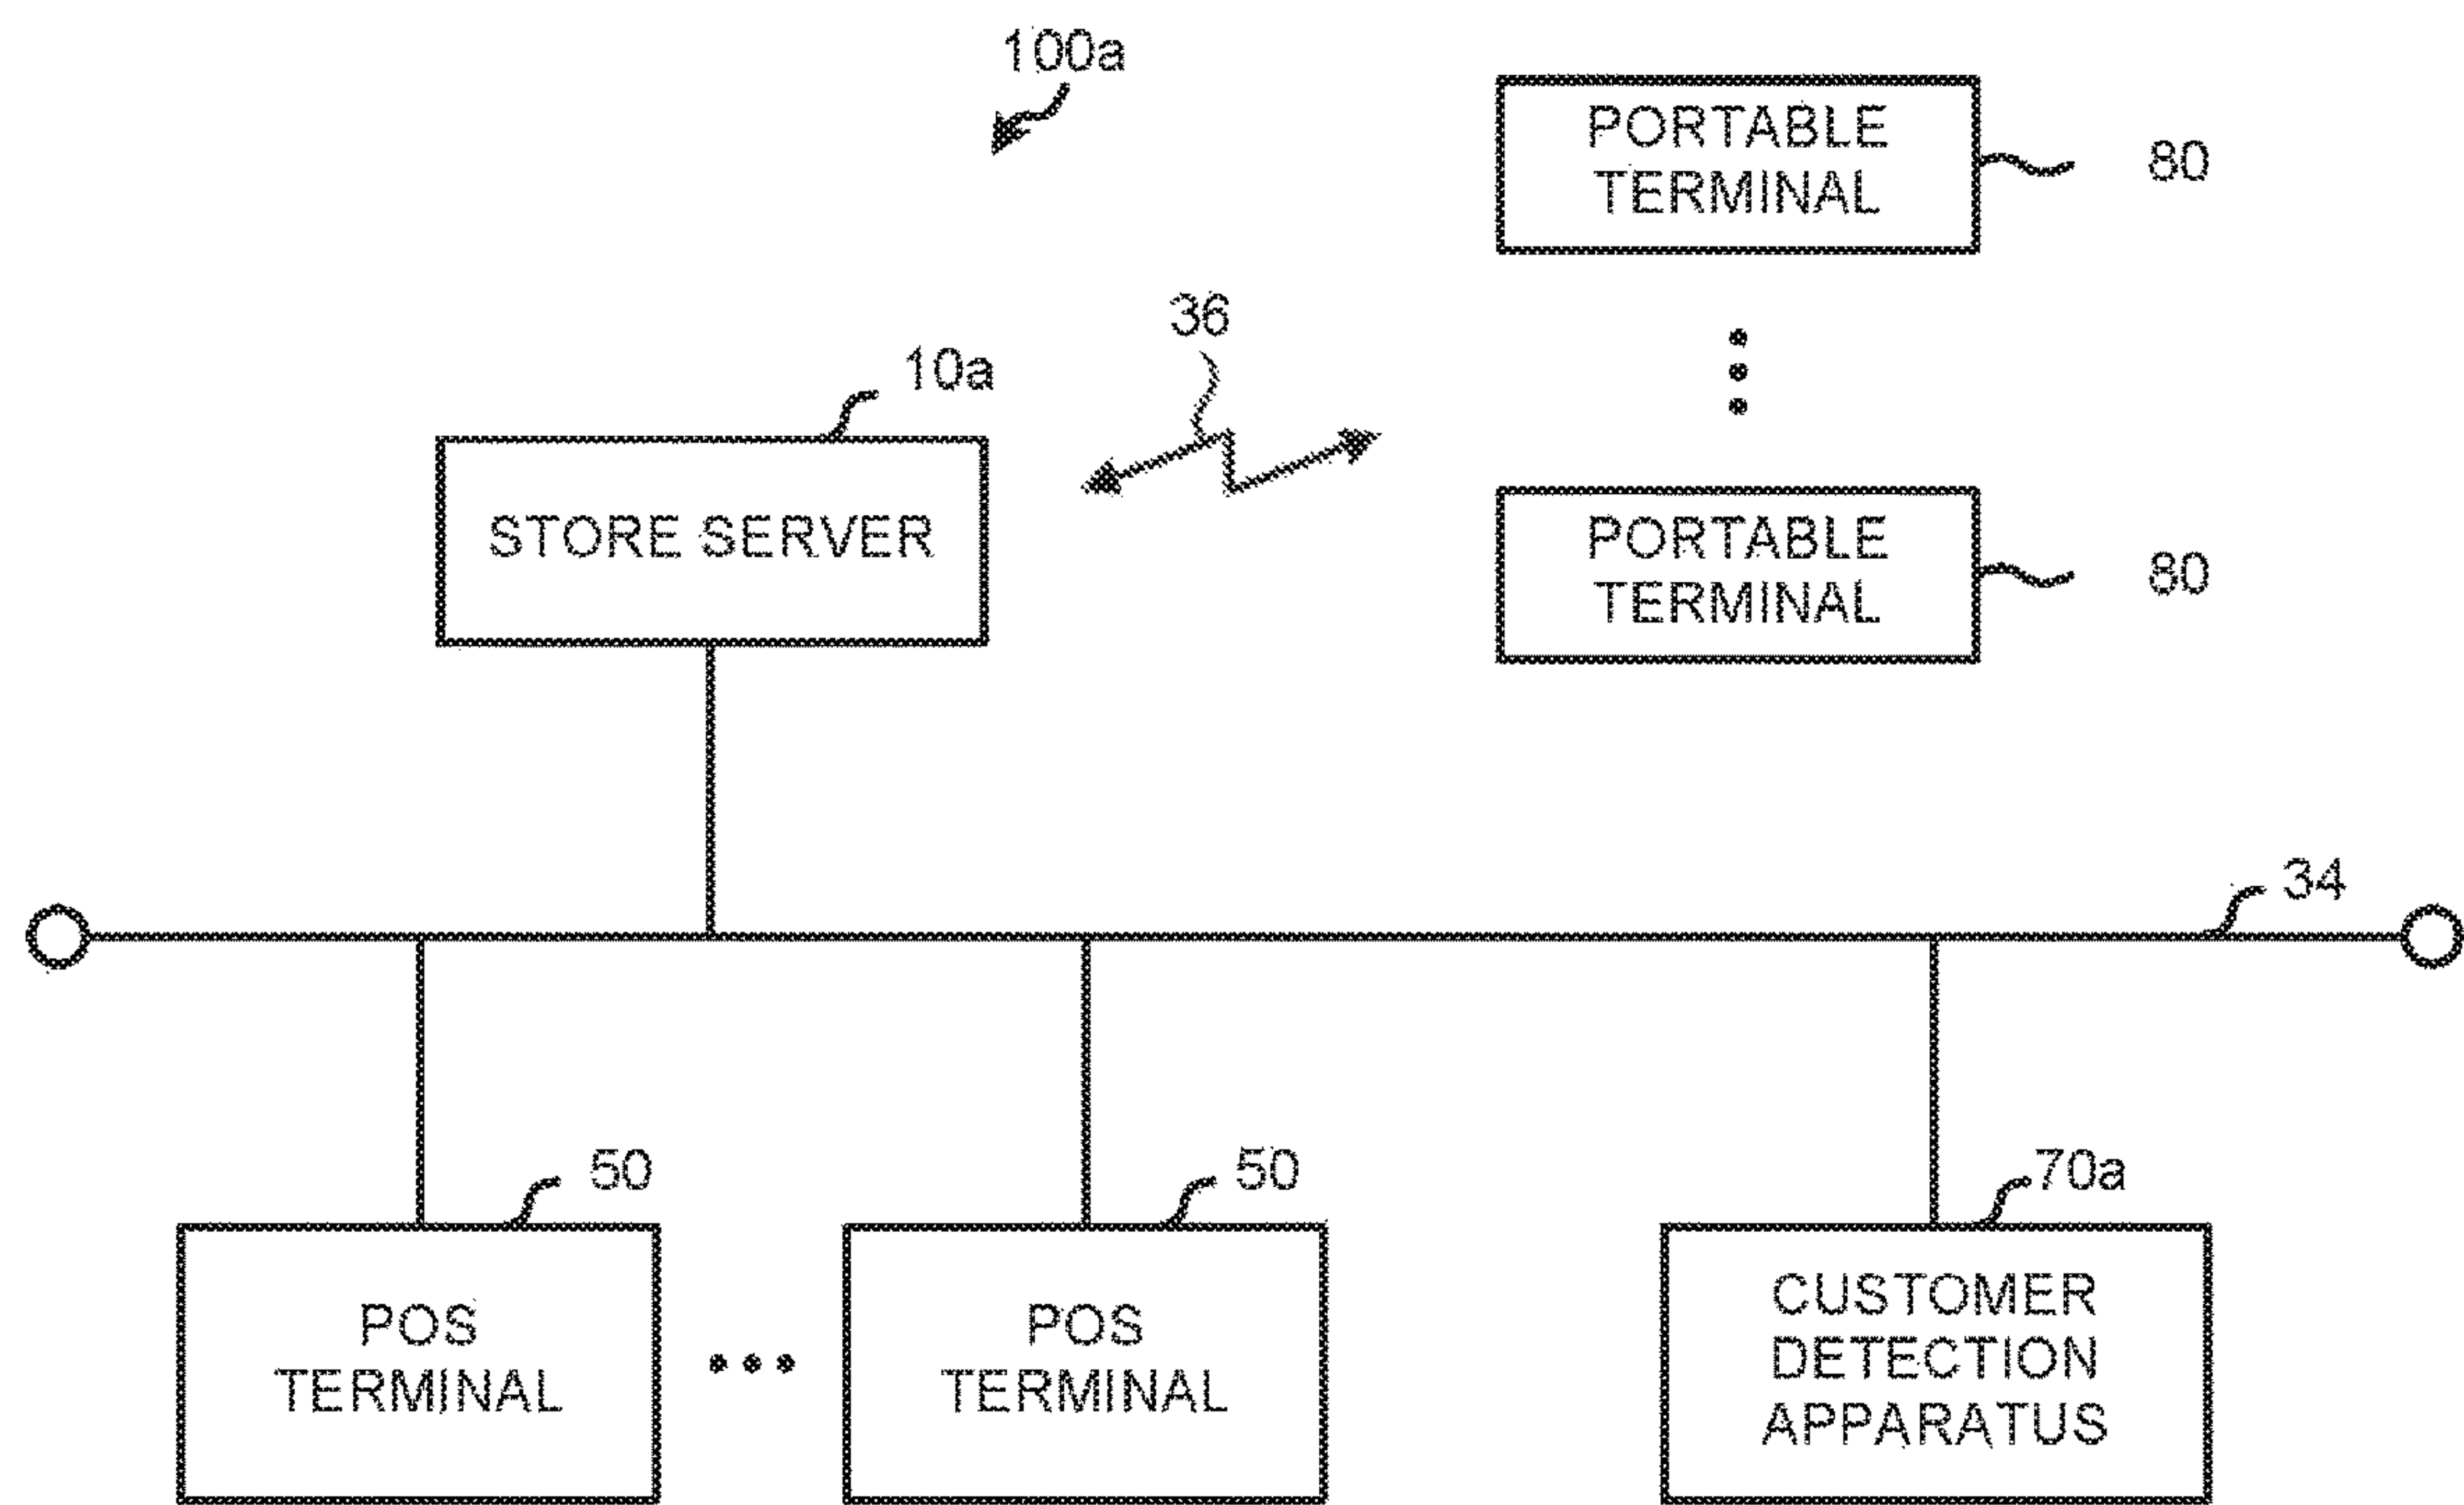 100a
PORTABLE
TERMINAL
80
36
10a
STORE SERVER
PORTABLE
TERMINAL
80
34
50
50
70a
POS
TERMINAL
POS
TERMINAL
CUSTOMER
DETECTION
APPARATUS